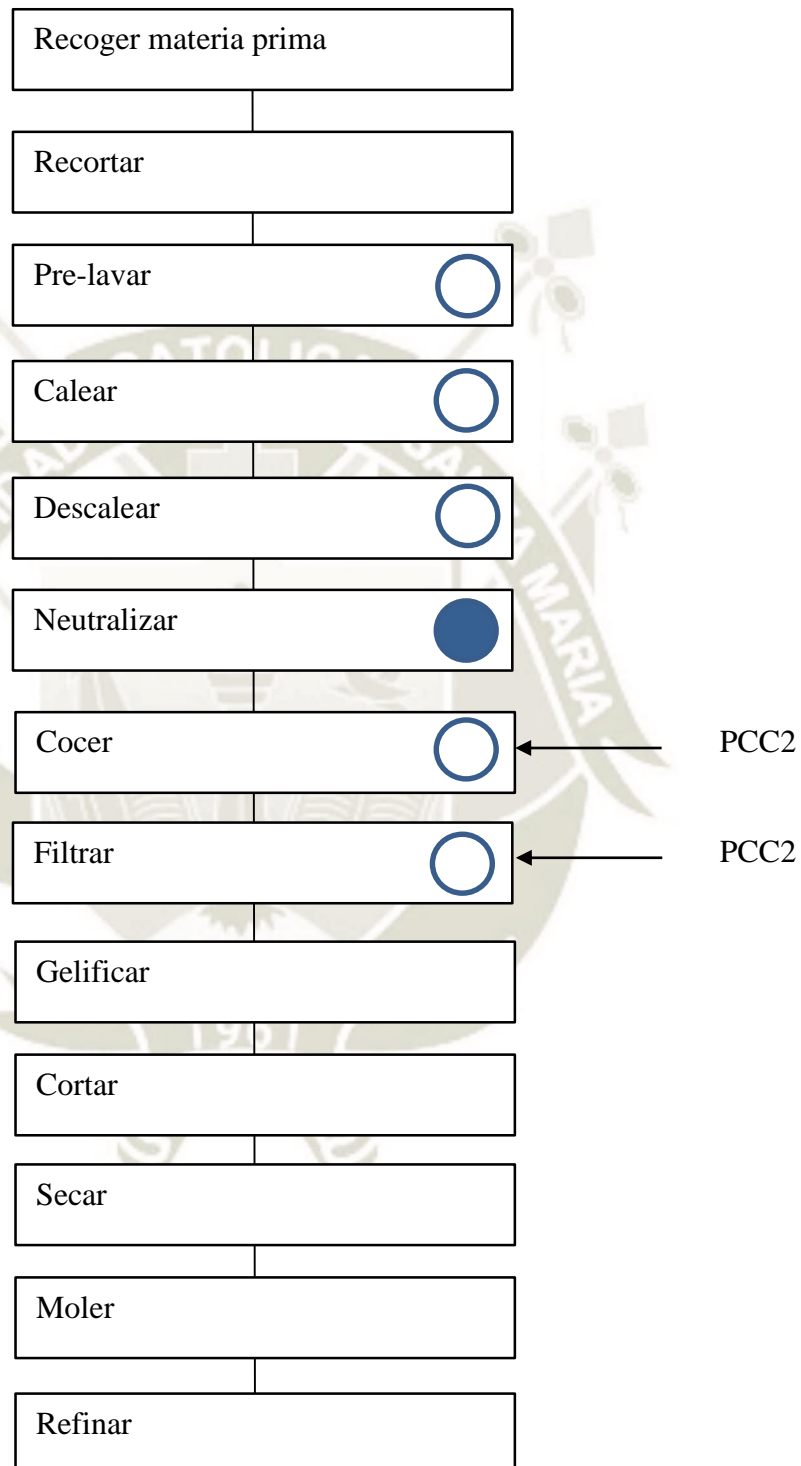 Recoger materia prima
Recortar
Pre-lavar
Calear
Descalear
Neutralizar
Cocer
PCC2
Filtrar
PCC2
Gelificar
Cortar
Secar
Moler
Refinar